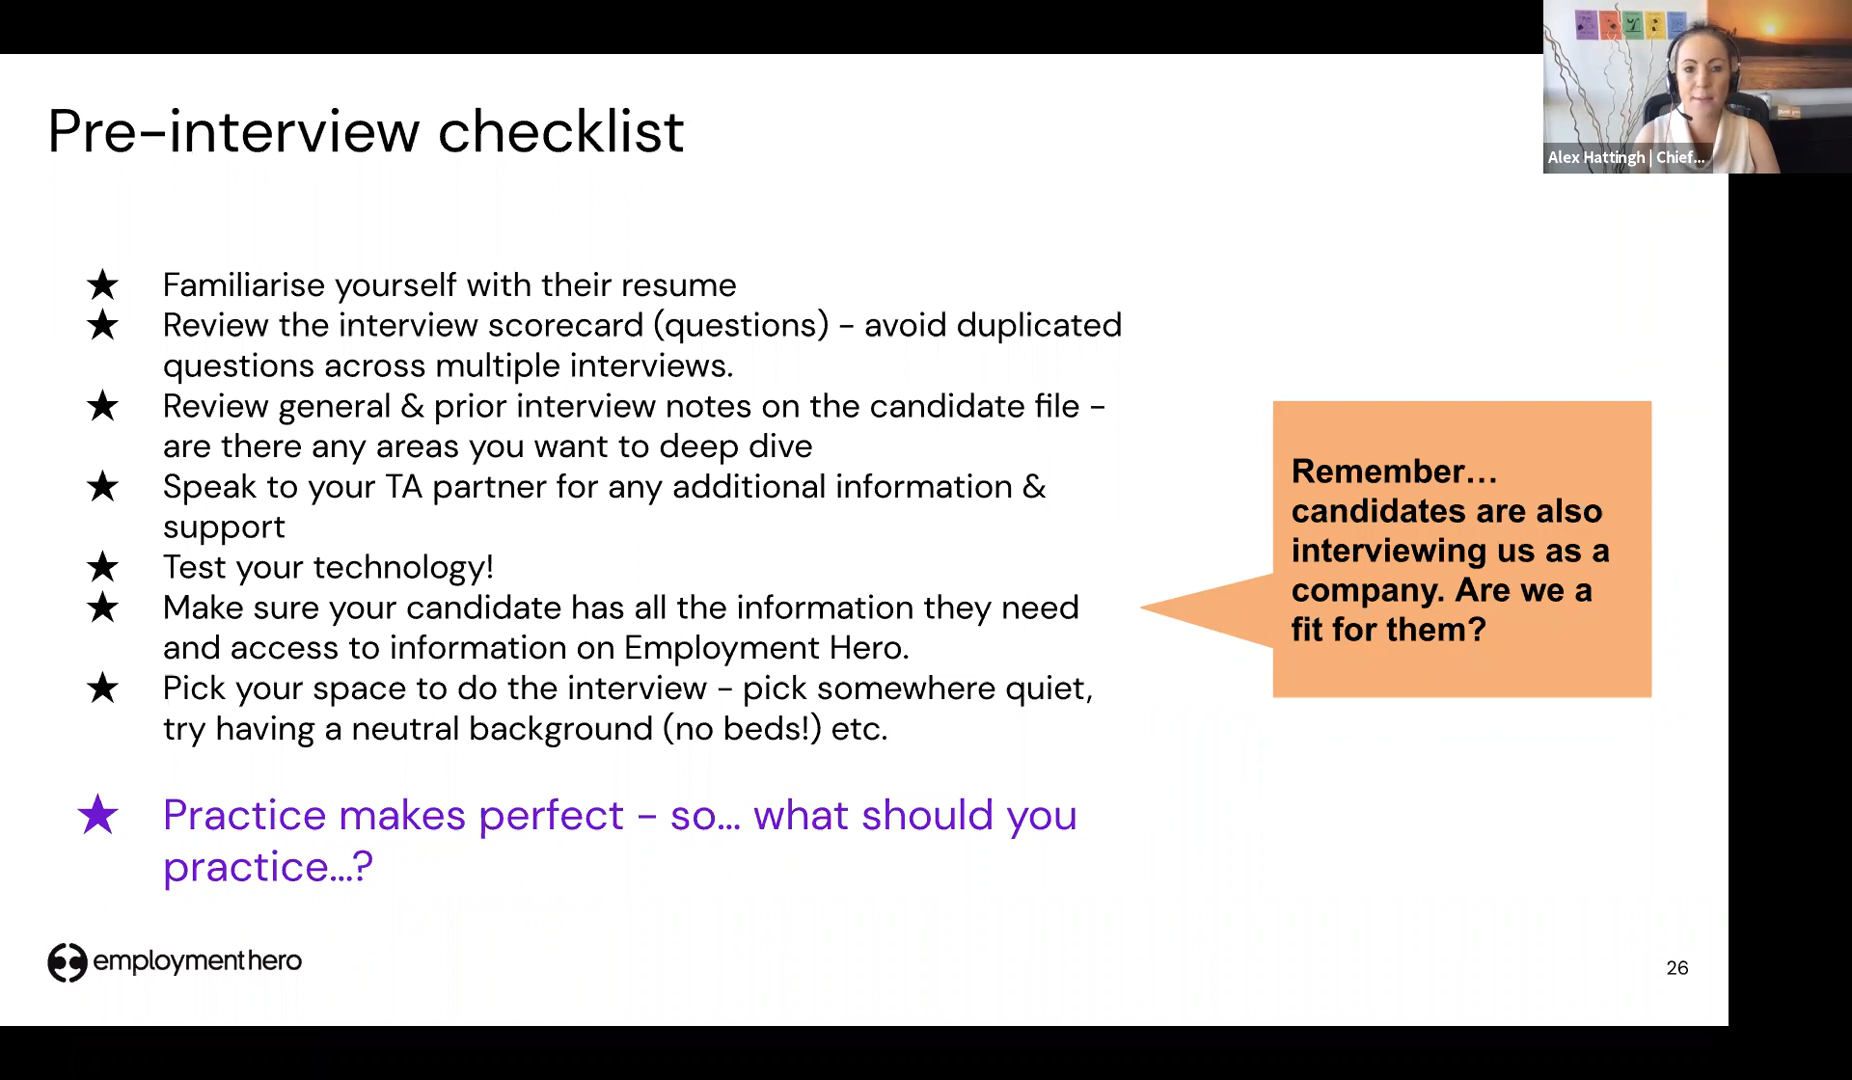 Pre-interview checklist
★ Familiarise yourself with their resume
★ Review the interview scorecard (questions) - avoid duplicated
questions across multiple interviews.
★ Review general & prior interview notes on the candidate file -
are there any areas you want to deep dive
★ Speak to your TA partner for any additional information &
support
★ Test your technology!
★ Make sure your candidate has all the information they need
and access to information on Employment Hero.
★ Pick your space to do the interview - pick somewhere quiet,
try having a neutral background (no beds!) etc.
★ Practice makes perfect - so... what should you
practice...?
Remember...
candidates are also
interviewing us as a
company. Are we a
fit for them?
Alex Hattingh | Chief...
employmenthero
26